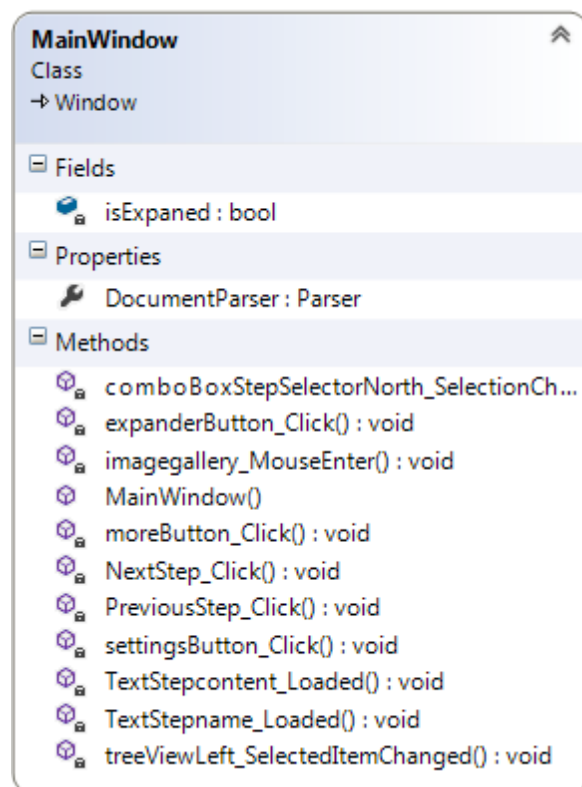 MainWindow
Class
Window
Fields
isExpaned : bool
Properties
DocumentParser : Parser
Methods
comboBoxStepSelectorNorth_SelectionCh...
expanderButton_Click() : void
imagegallery_MouseEnter() : void
MainWindow()
moreButton_Click() : void
NextStep_Click() : void
PreviousStep_Click() : void
settingsButton_Click() : void
TextStepcontent_Loaded() : void
TextStepname_Loaded() : void
treeViewLeft_SelectedItemChanged() : void